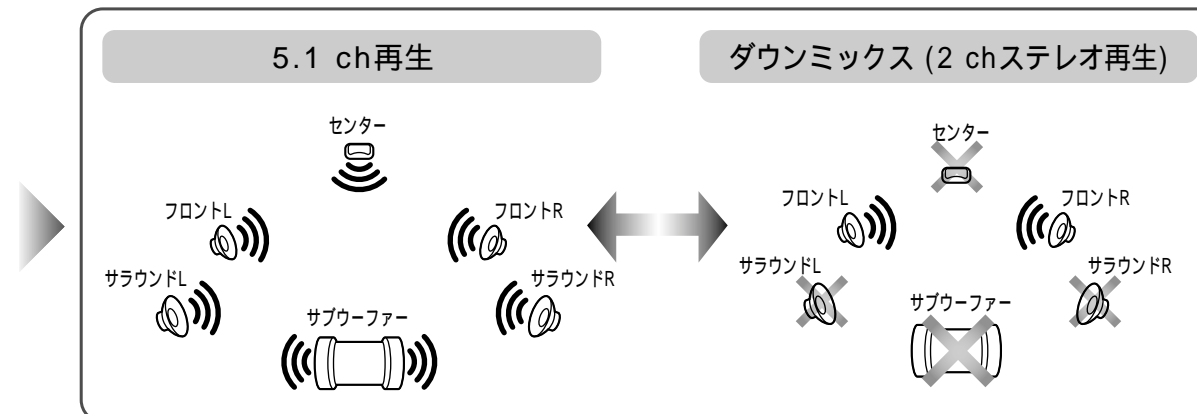 5.1 ch再生
センター
フロントL
フロントR
サラウンドL
サラウンドR
サブウーファー
ダウンミックス (2 chステレオ再生)
センター
フロントL
フロントR
サラウンドL
サラウンドR
サブウーファー